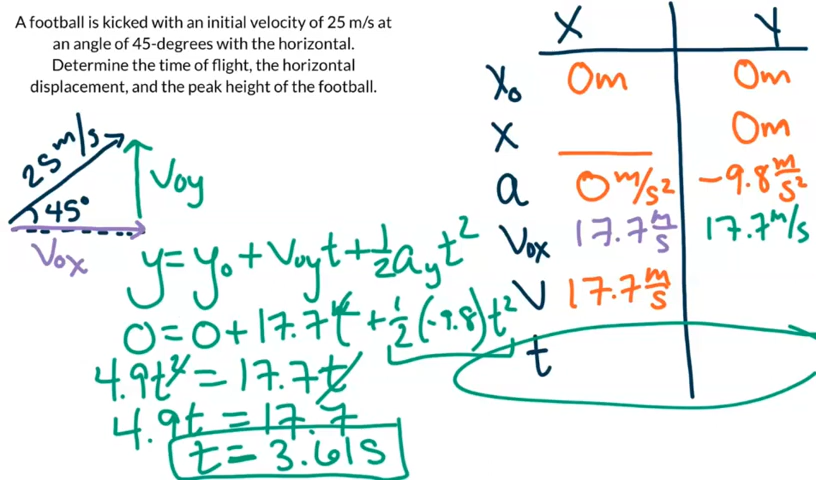 A football is kicked with an initial velocity of 25 m/s at
an angle of 45-degrees with the horizontal.
Determine the time of flight, the horizontal
displacement, and the peak height of the football.
25 m/s
45°
Voy
Vox
y = y₀ + Voyt + ½ayt²
0 = 0 + 17.7t + ½(-9.8)t²
4.9t² = 17.7t
4.9t = 17.7
t = 3.61s
X Y
X₀ 0m 0m
X 0m
a 0 m/s² -9.8 m/s²
Vox 17.7 m/s 17.7 m/s
V 17.7 m/s
t